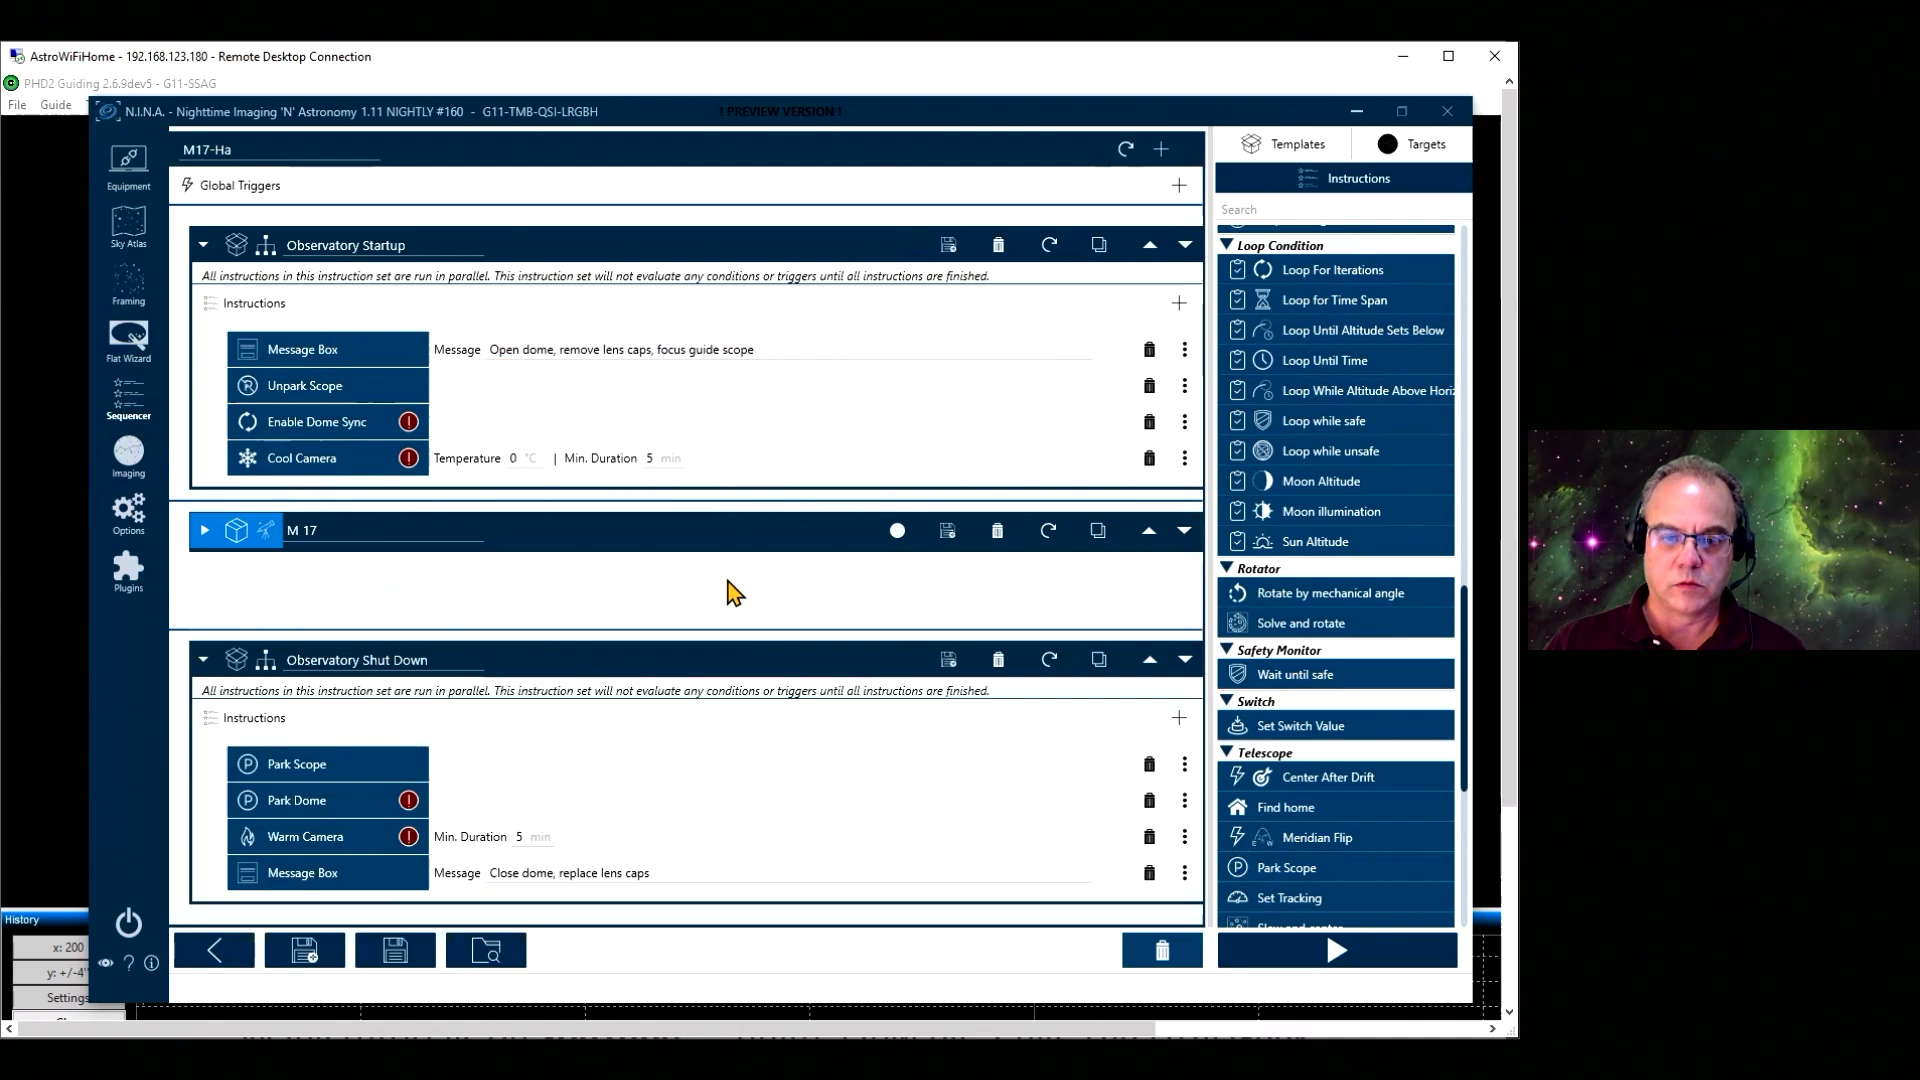 AstroWiFiHome - 192.168.123.180 - Remote Desktop Connection
PHD2 Guiding 2.6.9dev5 - G11-SSAG
File Guide
N.I.N.A. - Nighttime Imaging 'N' Astronomy 1.11 NIGHTLY #160 - G11-TMB-QSI-LRGBH
! PREVIEW VERSION !
Equipment
Sky Atlas
Framing
Flat Wizard
Sequencer
Imaging
Options
Plugins
M17-Ha
Global Triggers
Observatory Startup
All instructions in this instruction set are run in parallel. This instruction set will not evaluate any conditions or triggers until all instructions are finished.
Instructions
Message Box Message Open dome, remove lens caps, focus guide scope
Unpark Scope
Enable Dome Sync
Cool Camera Temperature 0 °C | Min. Duration 5 min
M 17
Observatory Shut Down
All instructions in this instruction set are run in parallel. This instruction set will not evaluate any conditions or triggers until all instructions are finished.
Instructions
Park Scope
Park Dome
Warm Camera Min. Duration 5 min
Message Box Message Close dome, replace lens caps
Templates Targets
Instructions
Search
Loop Condition
Loop For Iterations
Loop for Time Span
Loop Until Altitude Sets Below
Loop Until Time
Loop While Altitude Above Hori
Loop while safe
Loop while unsafe
Moon Altitude
Moon illumination
Sun Altitude
Rotator
Rotate by mechanical angle
Solve and rotate
Safety Monitor
Wait until safe
Switch
Set Switch Value
Telescope
Center After Drift
Find home
Meridian Flip
Park Scope
Set Tracking
History
x: 200
y: +/-4"
Settings